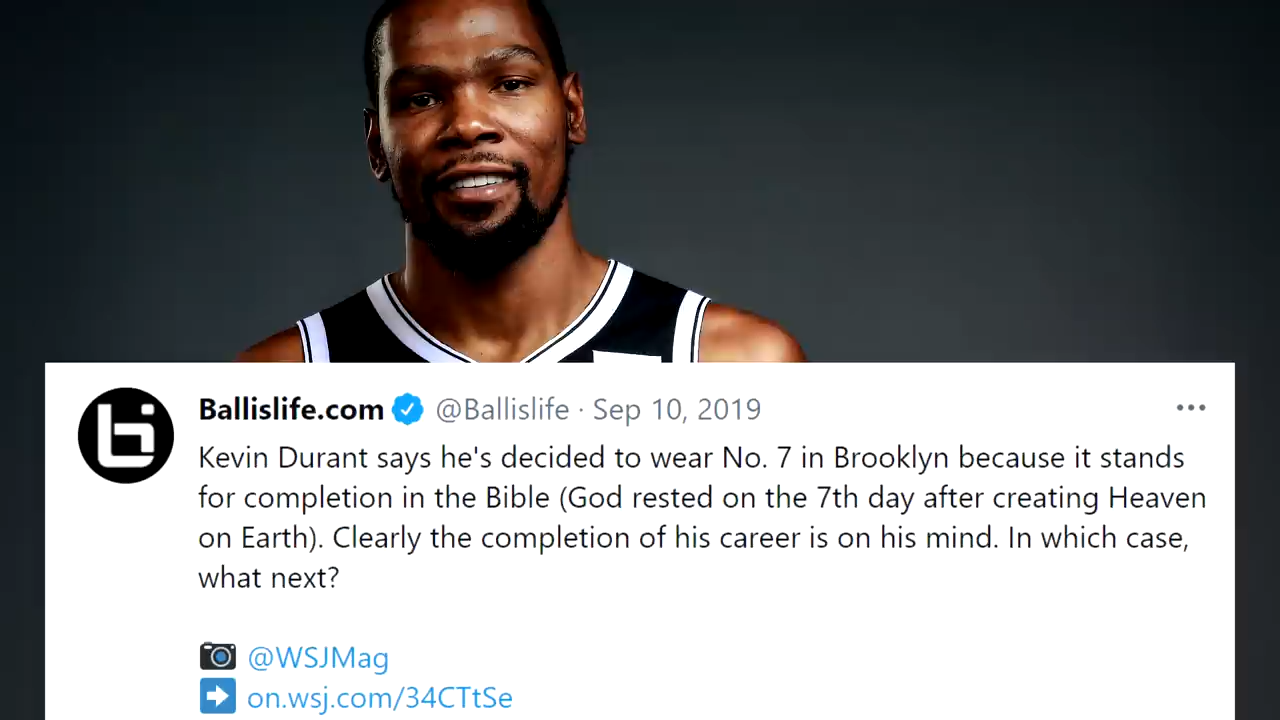 Ballislife.com @Ballislife · Sep 10, 2019
Kevin Durant says he's decided to wear No. 7 in Brooklyn because it stands
for completion in the Bible (God rested on the 7th day after creating Heaven
on Earth). Clearly the completion of his career is on his mind. In which case,
what next?
@WSJMag
on.wsj.com/34CTtSe